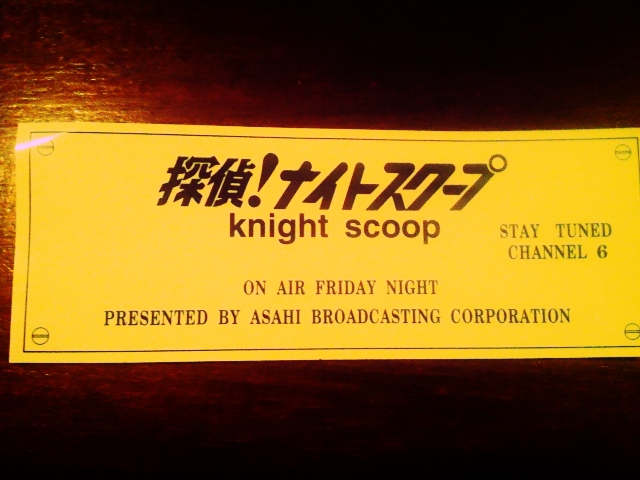 探偵!ナイトスクープ
knight scoop
STAY TUNED
CHANNEL 6
ON AIR FRIDAY NIGHT
PRESENTED BY ASAHI BROADCASTING CORPORATION